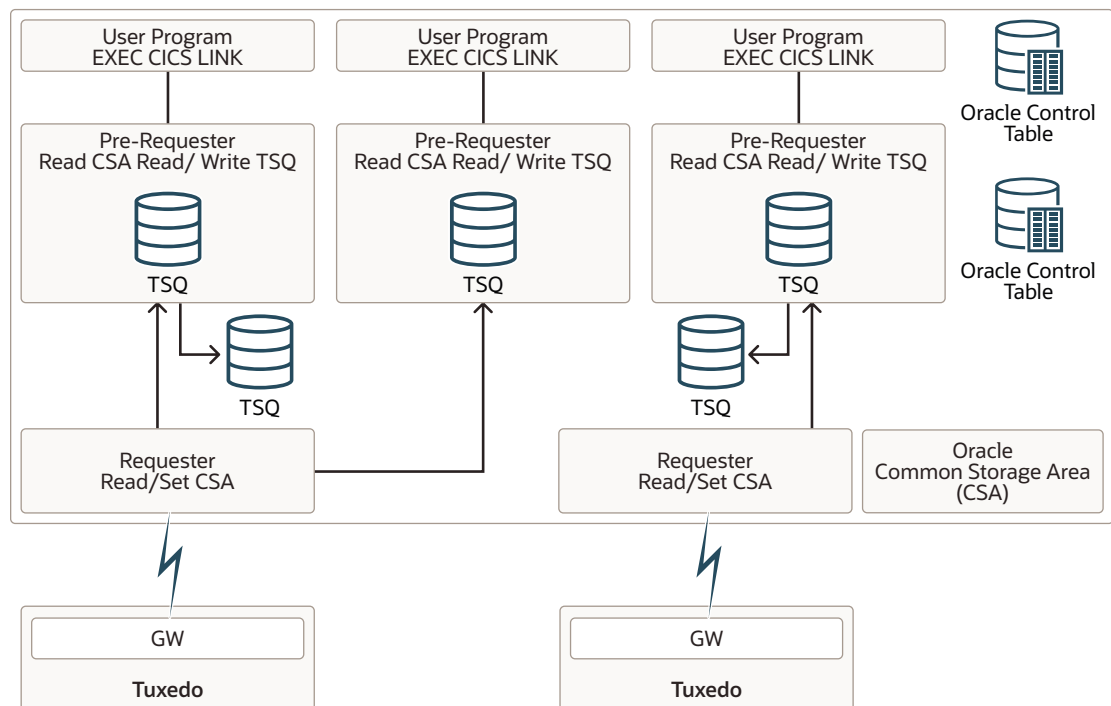 User Program
EXEC CICS LINK
User Program
EXEC CICS LINK
User Program
EXEC CICS LINK
Oracle Control
Table
Pre-Requester
Read CSA Read/ Write TSQ
TSQ
Pre-Requester
Read CSA Read/ Write TSQ
TSQ
Pre-Requester
Read CSA Read/ Write TSQ
TSQ
Oracle Control
Table
TSQ
TSQ
Requester
Read/Set CSA
Requester
Read/Set CSA
Oracle
Common Storage Area
(CSA)
GW
Tuxedo
GW
Tuxedo